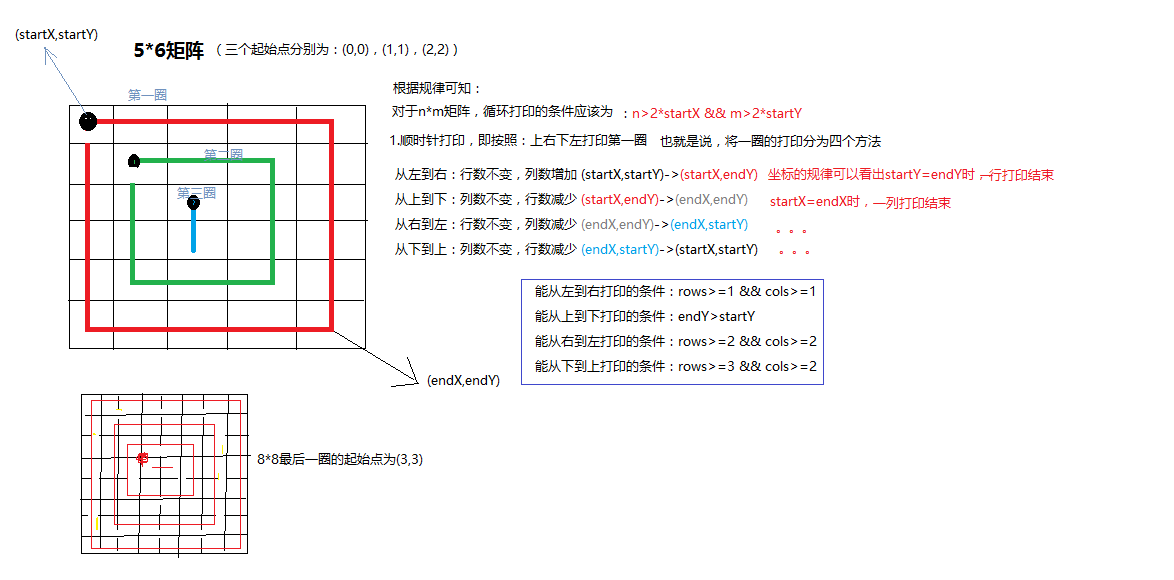 (startX,startY)
5*6矩阵 （三个起始点分别为：(0,0)，(1,1)，(2,2) ）
第一圈
第二圈
第三圈
(endX,endY)
根据规律可知：
对于n*m矩阵，循环打印的条件应该为 ：n>2*startX && m>2*startY
1.顺时针打印，即按照：上右下左打印第一圈 也就是说，将一圈的打印分为四个方法
从左到右：行数不变，列数增加 (startX,startY)->(startX,endY) 坐标的规律可以看出startY=endY时，一行打印结束
从上到下：列数不变，行数减少 (startX,endY)->(endX,endY) startX=endX时，一列打印结束
从右到左：行数不变，列数减少 (endX,endY)->(endX,startY) 。。。
从下到上：列数不变，行数减少 (endX,startY)->(startX,startY) 。。。
能从左到右打印的条件：rows>=1 && cols>=1
能从上到下打印的条件：endY>startY
能从右到左打印的条件：rows>=2 && cols>=2
能从下到上打印的条件：rows>=3 && cols>=2
8*8最后一圈的起始点为(3,3)